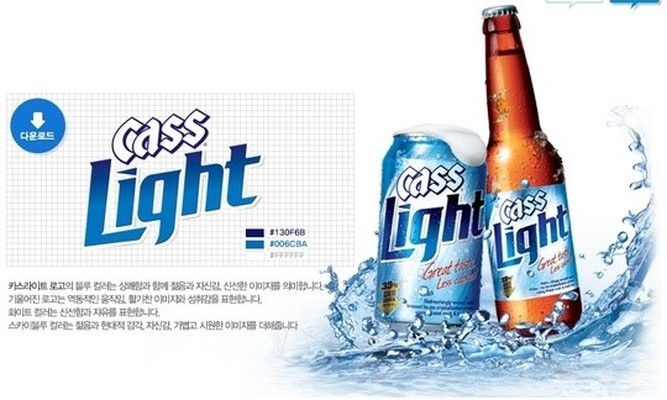 다운로드
cass
Light
#130F6B
#006CBA
#FFFFFF
카스라이트 로고의 블루 컬러는 상쾌함과 함께 젊음과 자신감, 신선한 이미지를 의미합니다.
기울어진 로고는 역동적인 움직임, 활기찬 이미지와 성취감을 표현합니다.
화이트 컬러는 신선함과 자유를 표현합니다.
스카이블루 컬러는 젊음과 현대적 감각, 자신감, 가볍고 시원한 이미지를 더해줍니다
cass
Light
Great taste
Less
33%
cass
Light
Great
Less